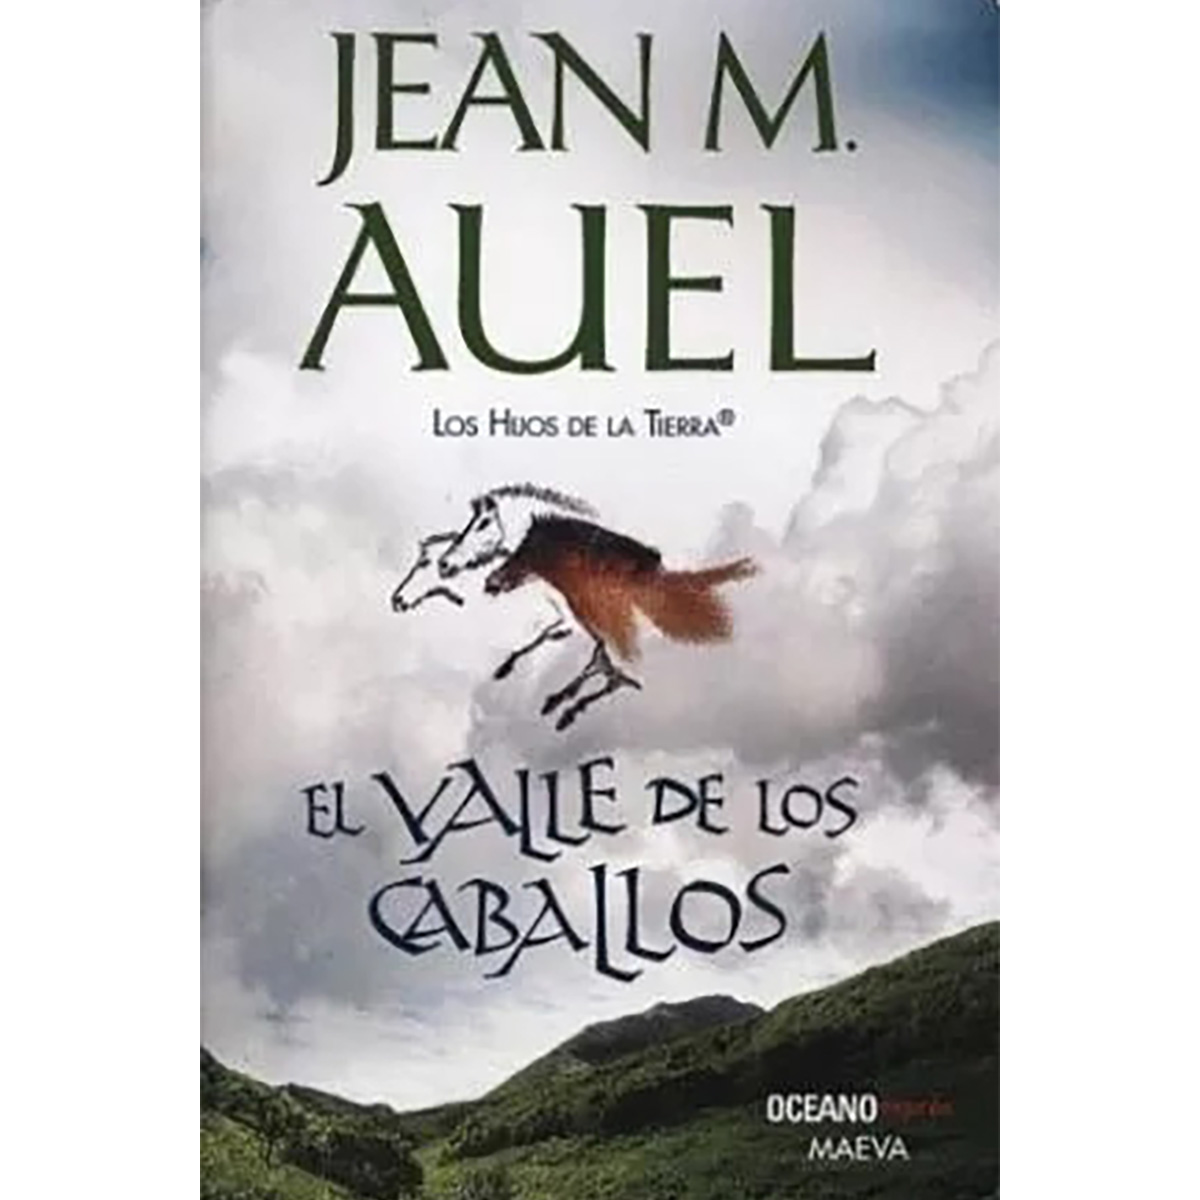 JEAN M.
AUEL
LOS HIJOS DE LA TIERRA®
EL VALLE DE LOS
CABALLOS
OCEANO
MAEVA